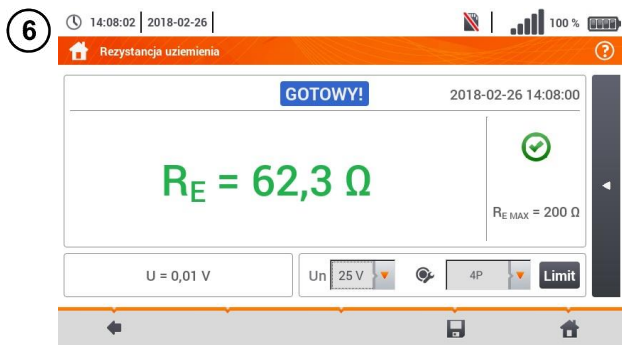 6
14:08:02 2018-02-26 100 %
Rezystancja uziemienia ?
GOTOWY! 2018-02-26 14:08:00
RE = 62,3 Ω
RE MAX = 200 Ω
U = 0,01 V Un 25 V 4P Limit